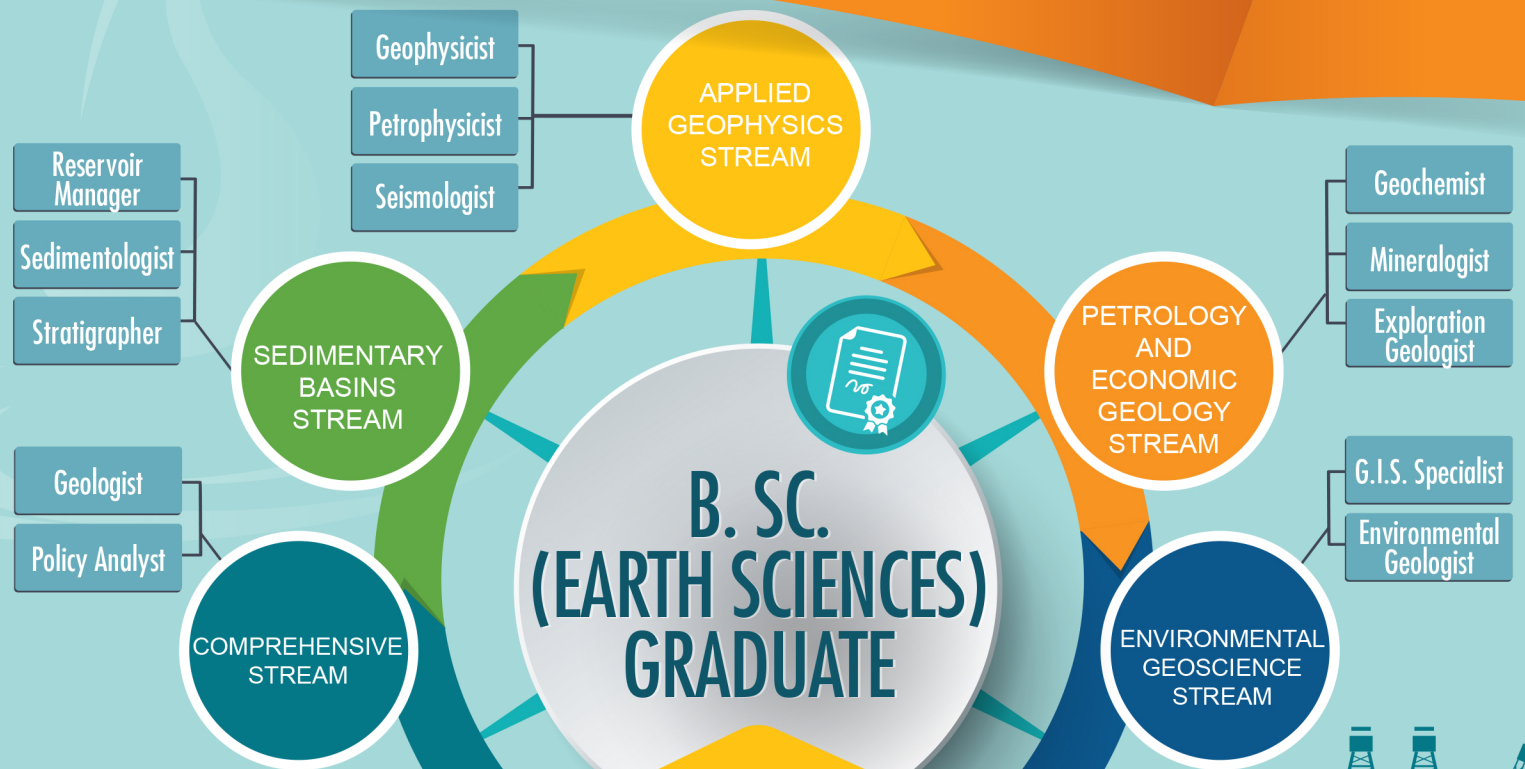 Geophysicist
Petrophysicist
Seismologist
APPLIED
GEOPHYSICS
STREAM
Reservoir
Manager
Sedimentologist
Stratigrapher
SEDIMENTARY
BASINS
STREAM
Geochemist
Mineralogist
Exploration
Geologist
PETROLOGY
AND
ECONOMIC
GEOLOGY
STREAM
Geologist
Policy Analyst
COMPREHENSIVE
STREAM
B. SC.
(EARTH SCIENCES)
GRADUATE
G.I.S. Specialist
Environmental
Geologist
ENVIRONMENTAL
GEOSCIENCE
STREAM